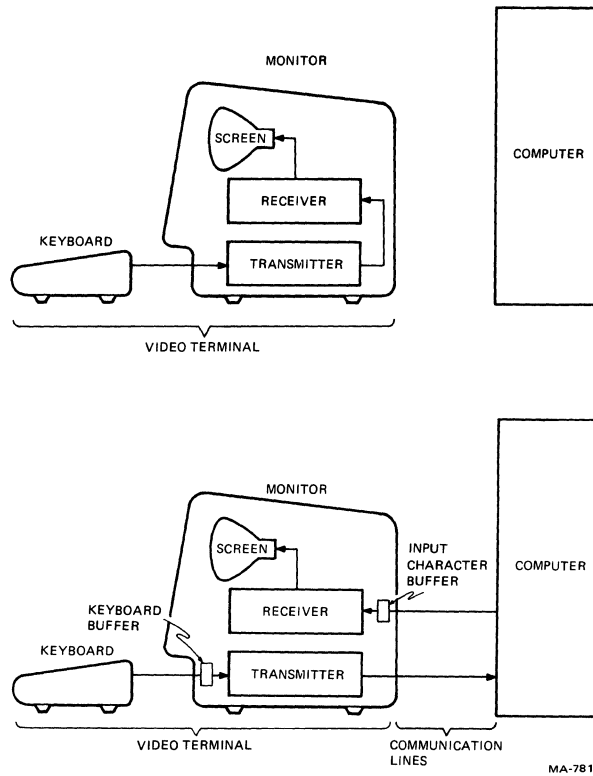 MONITOR
SCREEN
COMPUTER
RECEIVER
KEYBOARD
TRANSMITTER
VIDEO TERMINAL
MONITOR
SCREEN
INPUT
CHARACTER
BUFFER
COMPUTER
KEYBOARD
BUFFER
RECEIVER
KEYBOARD
TRANSMITTER
VIDEO TERMINAL
COMMUNICATION
LINES
MA-781